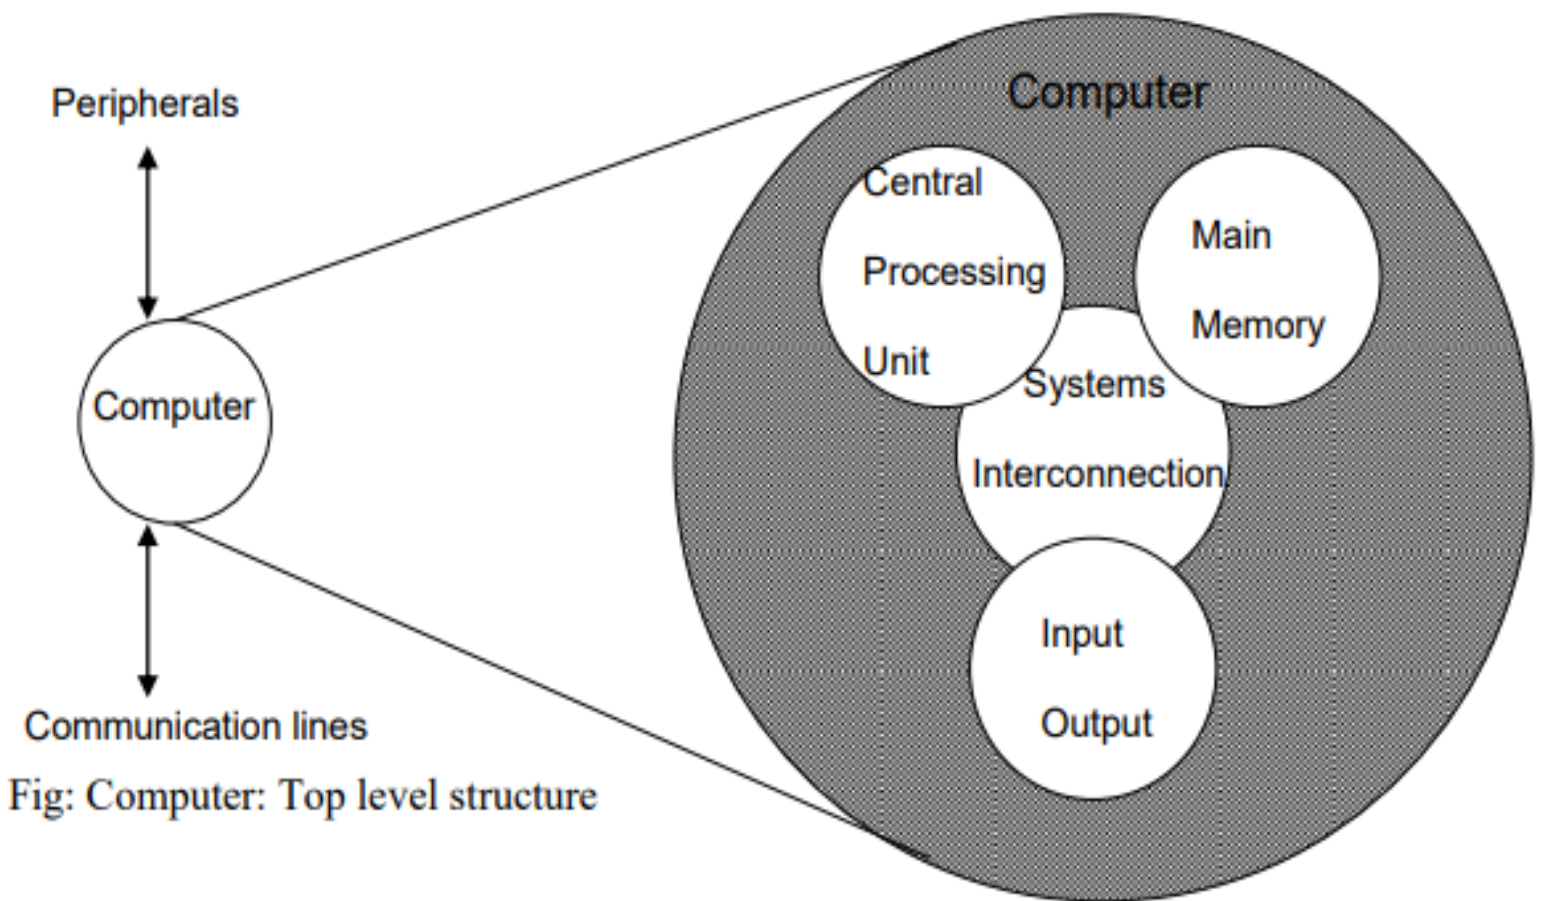 Peripherals
Computer
Communication lines
Fig: Computer: Top level structure
Computer
Central
Processing
Unit
Main
Memory
Systems
Interconnection
Input
Output